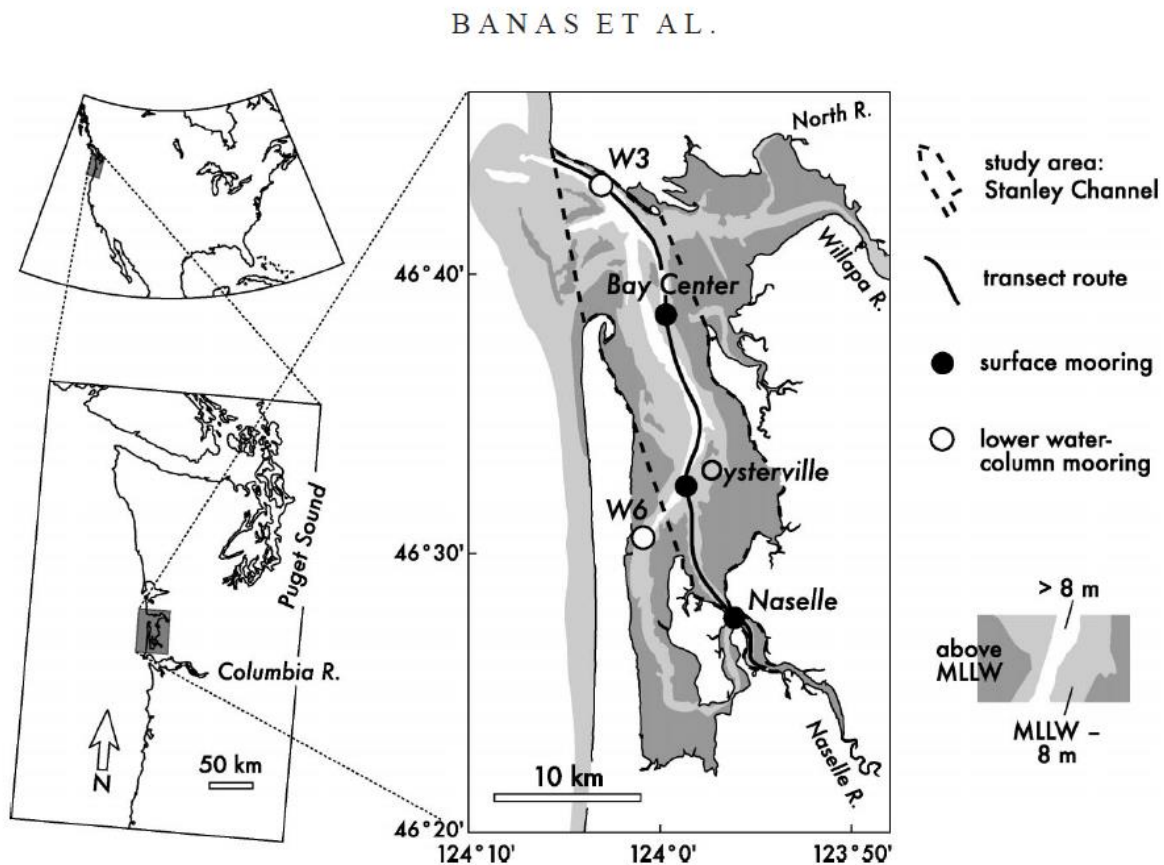 BANAS ET AL.
Puget Sound
Columbia R.
N
50 km
North R.
W3
Willapa R.
46°40'
Bay Center
Oysterville
W6
46°30'
Naselle
Naselle R.
10 km
46°20'
124°10'
124°0'
123°50'
study area:
Stanley Channel
transect route
surface mooring
lower water-
column mooring
> 8 m
above
MLLW
MLLW –
8 m